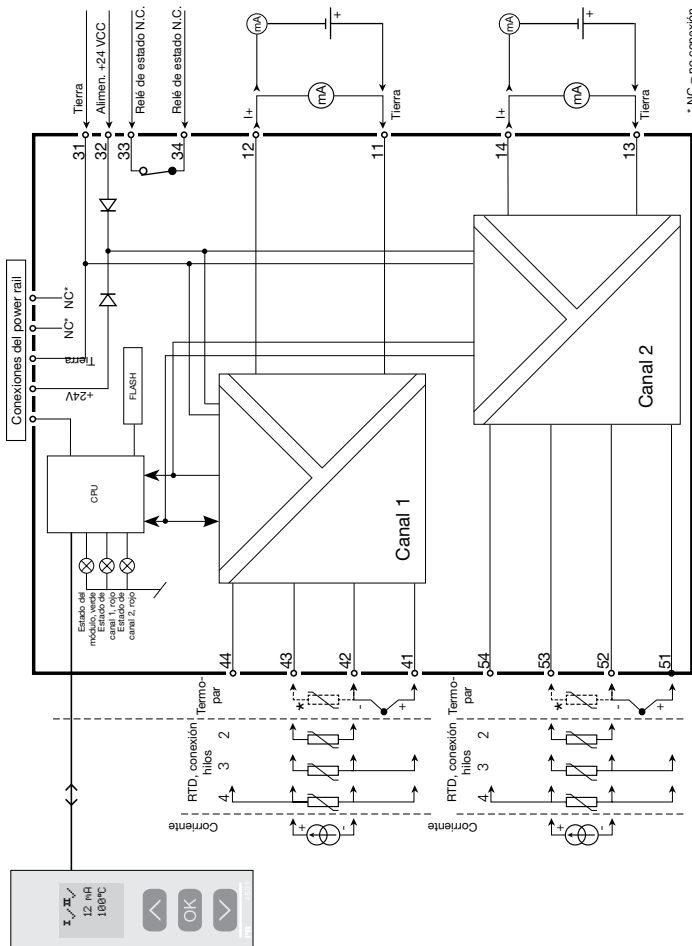 Conexiones del power rail
+24V
Tierra
NC*
NC*
Tierra
Alimen. +24 VCC
Relé de estado N.C.
Relé de estado N.C.
31
32
33
34
CPU
FLASH
Estado del
módulo, verde
Estado de
canal 1, rojo
Estado de
canal 2, rojo
I+
mA
mA
+
12
11
Tierra
Canal 1
44
43
42
41
Corriente
RTD, conexión
hilos
4
3
2
Termo-
par
+
-
*
-
+
I+
mA
mA
+
14
13
Tierra
Canal 2
54
53
52
51
Corriente
RTD, conexión
hilos
4
3
2
Termo-
par
+
-
*
-
+
12 mA
100°C
OK
* NC = no conexión